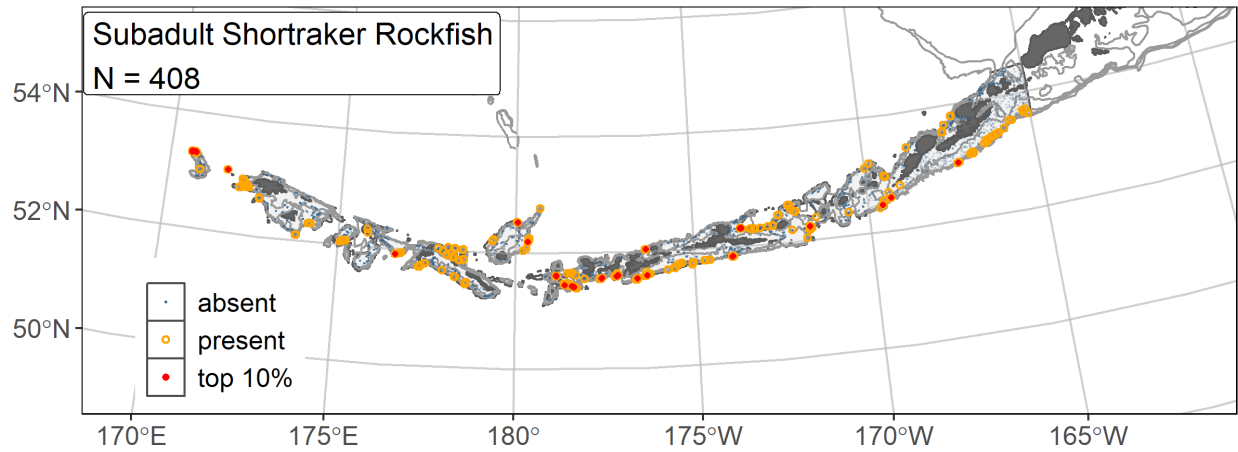 Subadult Shortraker Rockfish
N = 408
54°N
52°N
50°N
absent
present
top 10%
170°E
175°E
180°
175°W
170°W
165°W